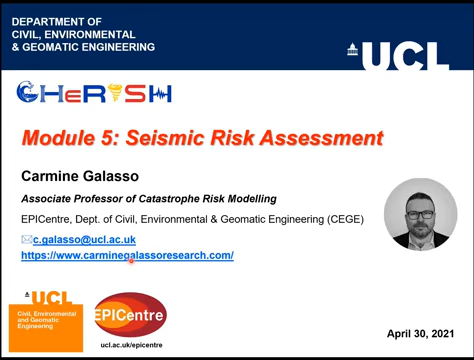 DEPARTMENT OF
CIVIL, ENVIRONMENTAL
& GEOMATIC ENGINEERING
UCL
CHeRISH
Module 5: Seismic Risk Assessment
Carmine Galasso
Associate Professor of Catastrophe Risk Modelling
EPICentre, Dept. of Civil, Environmental & Geomatic Engineering (CEGE)
c.galasso@ucl.ac.uk
https://www.carminegalassoresearch.com/
UCL
Civil, Environmental
and Geomatic
Engineering
EPICentre
ucl.ac.uk/epicentre
April 30, 2021